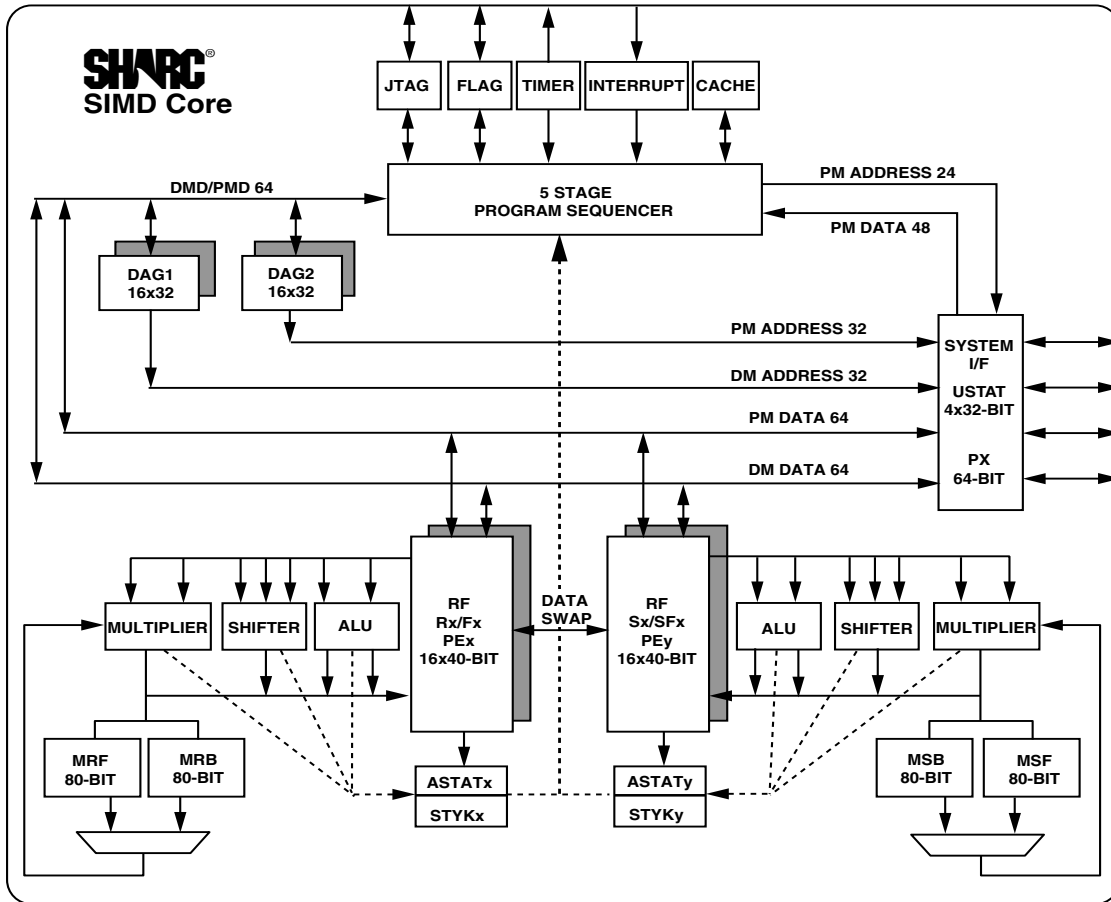 SHARC®
SIMD Core
JTAG
FLAG
TIMER
INTERRUPT
CACHE
5 STAGE
PROGRAM SEQUENCER
DMD/PMD 64
PM ADDRESS 24
PM DATA 48
DAG1
16x32
DAG2
16x32
PM ADDRESS 32
DM ADDRESS 32
PM DATA 64
DM DATA 64
SYSTEM
I/F
USTAT
4x32-BIT
PX
64-BIT
MULTIPLIER
SHIFTER
ALU
RF
Rx/Fx
PEx
16x40-BIT
DATA
SWAP
RF
Sx/SFx
PEy
16x40-BIT
ALU
SHIFTER
MULTIPLIER
MRF
80-BIT
MRB
80-BIT
ASTATx
STYKx
ASTATy
STYKy
MSB
80-BIT
MSF
80-BIT